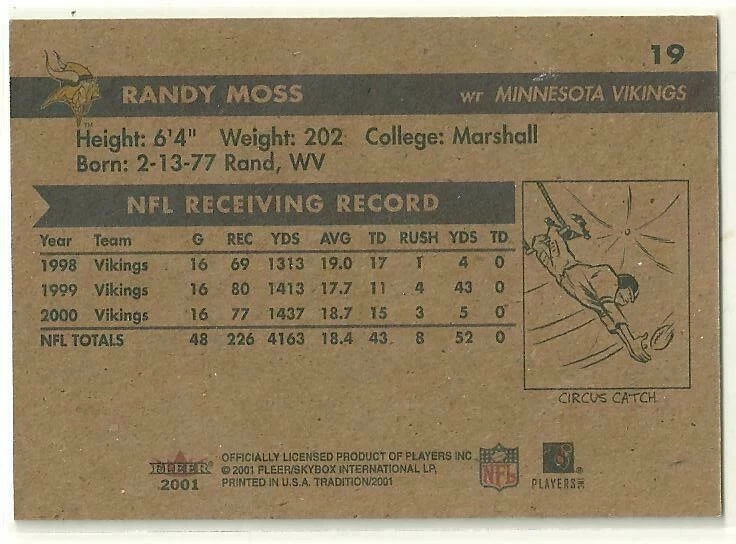 19
RANDY MOSS WT MINNESOTA VIKINGS
TM
Height: 6'4" Weight: 202 College: Marshall
Born: 2-13-77 Rand, WV
NFL RECEIVING RECORD
Year Team G REC YDS AVG TD RUSH YDS TD
1998 Vikings 16 69 1313 19.0 17 1 4 0
1999 Vikings 16 80 1413 17.7 11 4 43 0
2000 Vikings 16 77 1437 18.7 15 3 5 0
NFL TOTALS 48 226 4163 18.4 43 8 52 0
CIRCUS CATCH
FLEER 2001
OFFICIALLY LICENSED PRODUCT OF PLAYERS INC
© 2001 FLEER/SKYBOX INTERNATIONAL LP,
PRINTED IN U.S.A. TRADITION/2001
NFL
PLAYERS INC